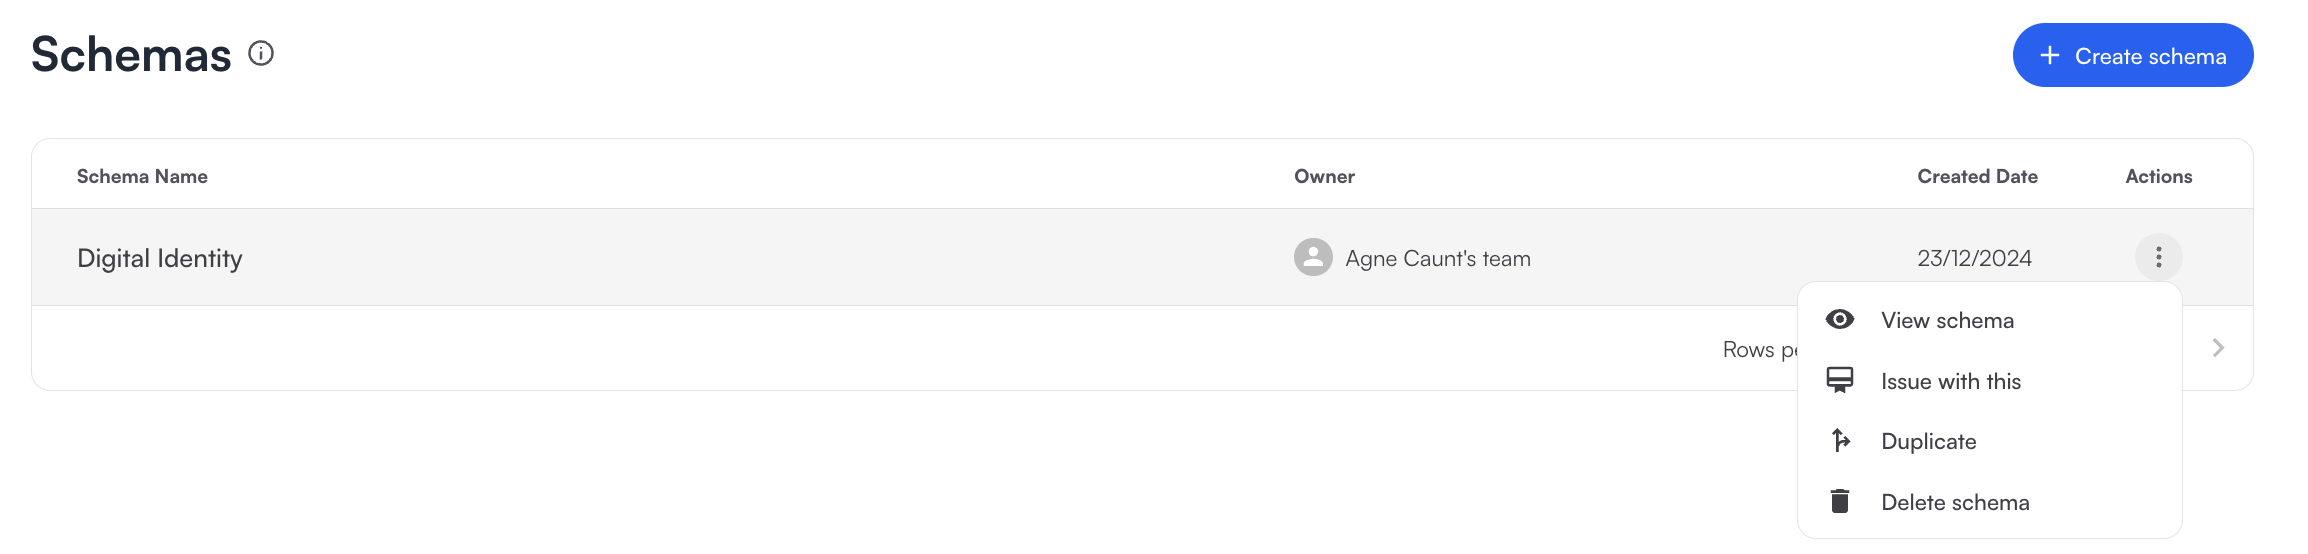 Schemas
Create schema
Schema Name Owner Created Date Actions
Digital Identity Agne Caunt's team 23/12/2024
View schema
Rows
Issue with this
Duplicate
Delete schema